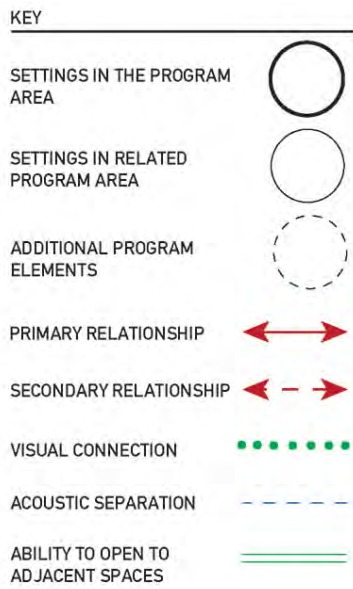 KEY
SETTINGS IN THE PROGRAM
AREA
SETTINGS IN RELATED
PROGRAM AREA
ADDITIONAL PROGRAM
ELEMENTS
PRIMARY RELATIONSHIP
SECONDARY RELATIONSHIP
VISUAL CONNECTION
ACOUSTIC SEPARATION
ABILITY TO OPEN TO
ADJACENT SPACES